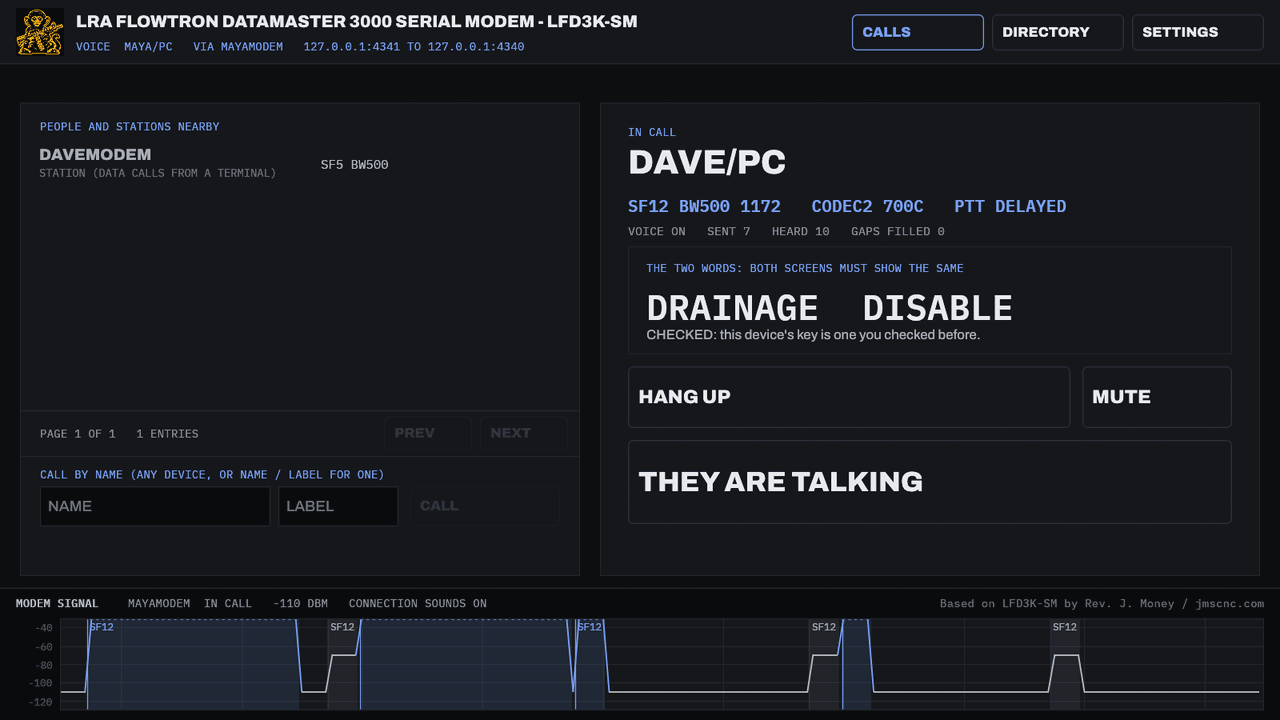 LRA FLOWTRON DATAMASTER 3000 SERIAL MODEM - LFD3K-SM
VOICE MAYA/PC VIA MAYAMODEM 127.0.0.1:4341 TO 127.0.0.1:4340
CALLS
DIRECTORY
SETTINGS
PEOPLE AND STATIONS NEARBY
DAVEMODEM
STATION (DATA CALLS FROM A TERMINAL)
SF5 BW500
PAGE 1 OF 1 1 ENTRIES
PREV
NEXT
CALL BY NAME (ANY DEVICE, OR NAME / LABEL FOR ONE)
NAME
LABEL
CALL
IN CALL
DAVE/PC
SF12 BW500 1172 CODEC2 700C PTT DELAYED
VOICE ON SENT 7 HEARD 10 GAPS FILLED 0
THE TWO WORDS: BOTH SCREENS MUST SHOW THE SAME
DRAINAGE DISABLE
CHECKED: this device's key is one you checked before.
HANG UP
MUTE
THEY ARE TALKING
MODEM SIGNAL MAYAMODEM IN CALL -110 DBM CONNECTION SOUNDS ON
Based on LFD3K-SM by Rev. J. Money / jmscnc.com
SF12 SF12 SF12 SF12 SF12
-40
-60
-80
-100
-120